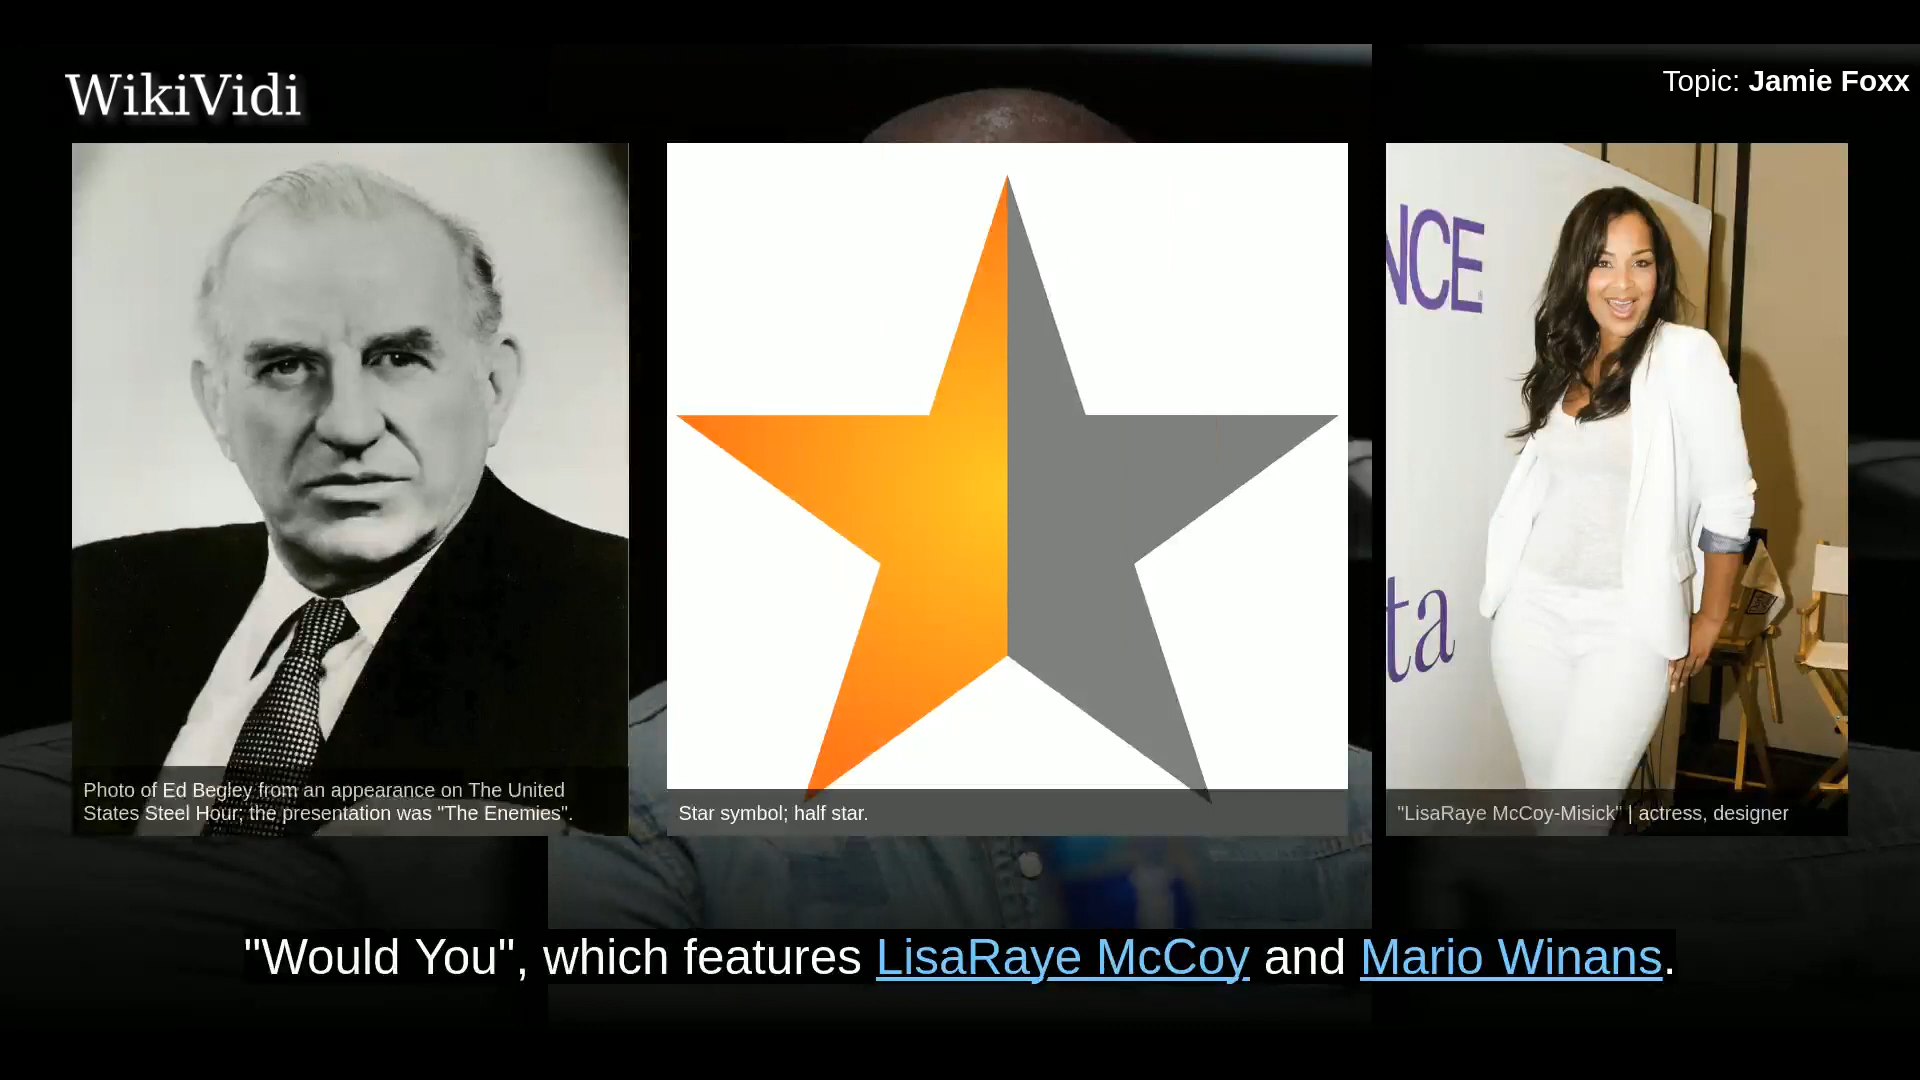 WikiVidi
Topic: Jamie Foxx
NCE
ta
Photo of Ed Begley from an appearance on The United
States Steel Hour; the presentation was "The Enemies".
Star symbol; half star.
"LisaRaye McCoy-Misick" | actress, designer
"Would You", which features LisaRaye McCoy and Mario Winans.